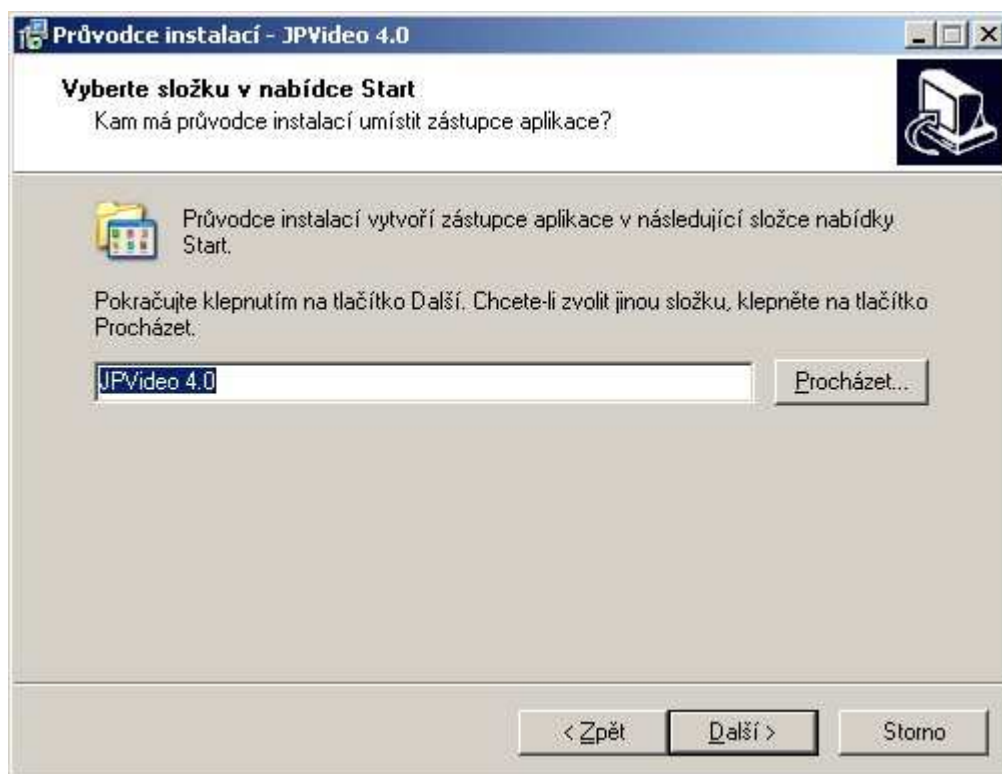 Průvodce instalací - JPVideo 4.0
Vyberte složku v nabídce Start
Kam má průvodce instalací umístit zástupce aplikace?
Průvodce instalací vytvoří zástupce aplikace v následující složce nabídky
Start.
Pokračujte klepnutím na tlačítko Další. Chcete-li zvolit jinou složku, klepněte na tlačítko
Procházet.
JPVideo 4.0
Procházet...
< Zpět
Další >
Storno